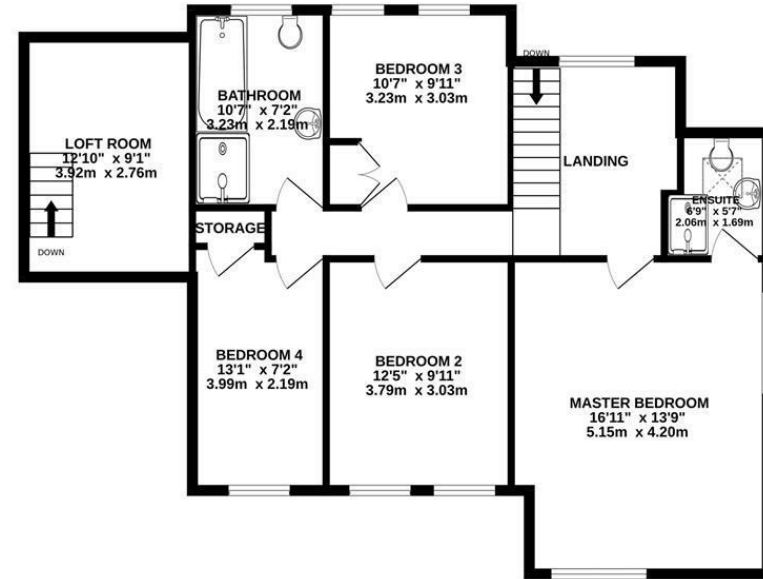 BATHROOM
10'7" x 7'2"
3.23m x 2.19m
BEDROOM 3
10'7" x 9'11"
3.23m x 3.03m
DOWN
LOFT ROOM
12'10" x 9'1"
3.92m x 2.76m
DOWN
LANDING
ENSUITE
6'9" x 5'7"
2.06m x 1.69m
STORAGE
BEDROOM 4
13'1" x 7'2"
3.99m x 2.19m
BEDROOM 2
12'5" x 9'11"
3.79m x 3.03m
MASTER BEDROOM
16'11" x 13'9"
5.15m x 4.20m